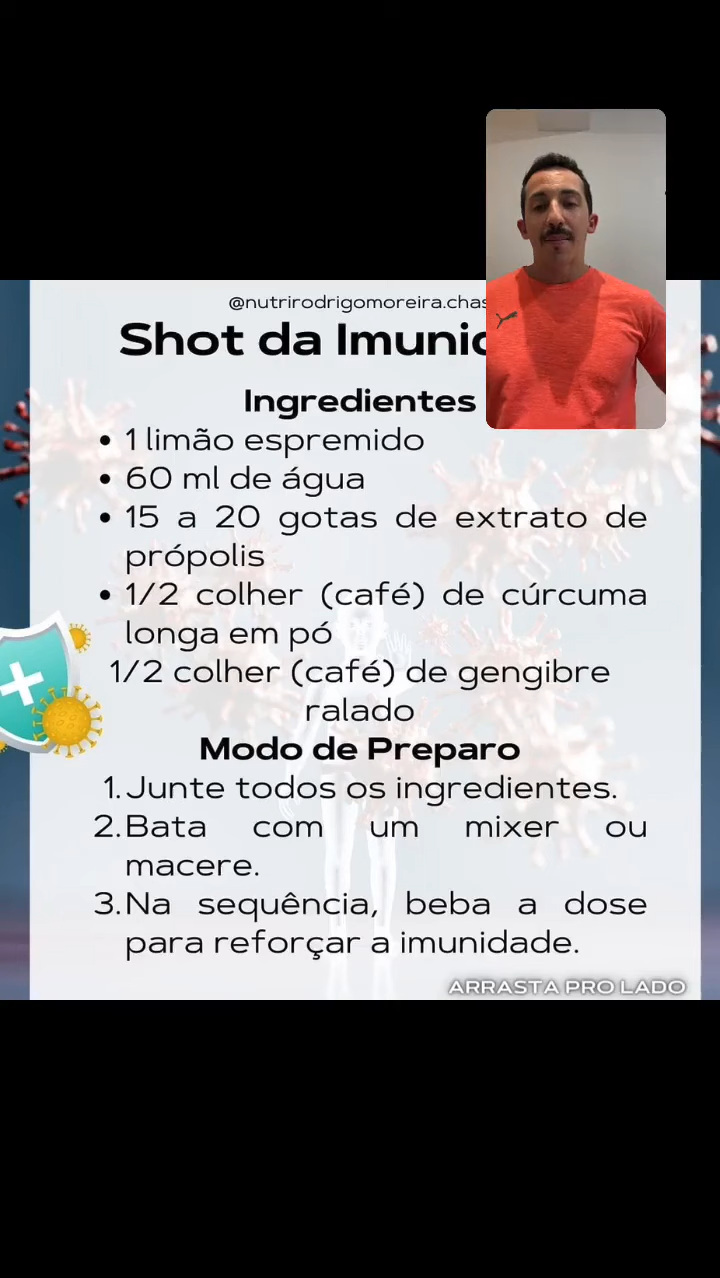 @nutrirodrigomoreira.chas
Shot da Imunid
Ingredientes
• 1 limão espremido
• 60 ml de água
• 15 a 20 gotas de extrato de
própolis
• 1/2 colher (café) de cúrcuma
longa em pó
1/2 colher (café) de gengibre
ralado
Modo de Preparo
1. Junte todos os ingredientes.
2. Bata com um mixer ou
macere.
3. Na sequência, beba a dose
para reforçar a imunidade.
ARRASTA PRO LADO